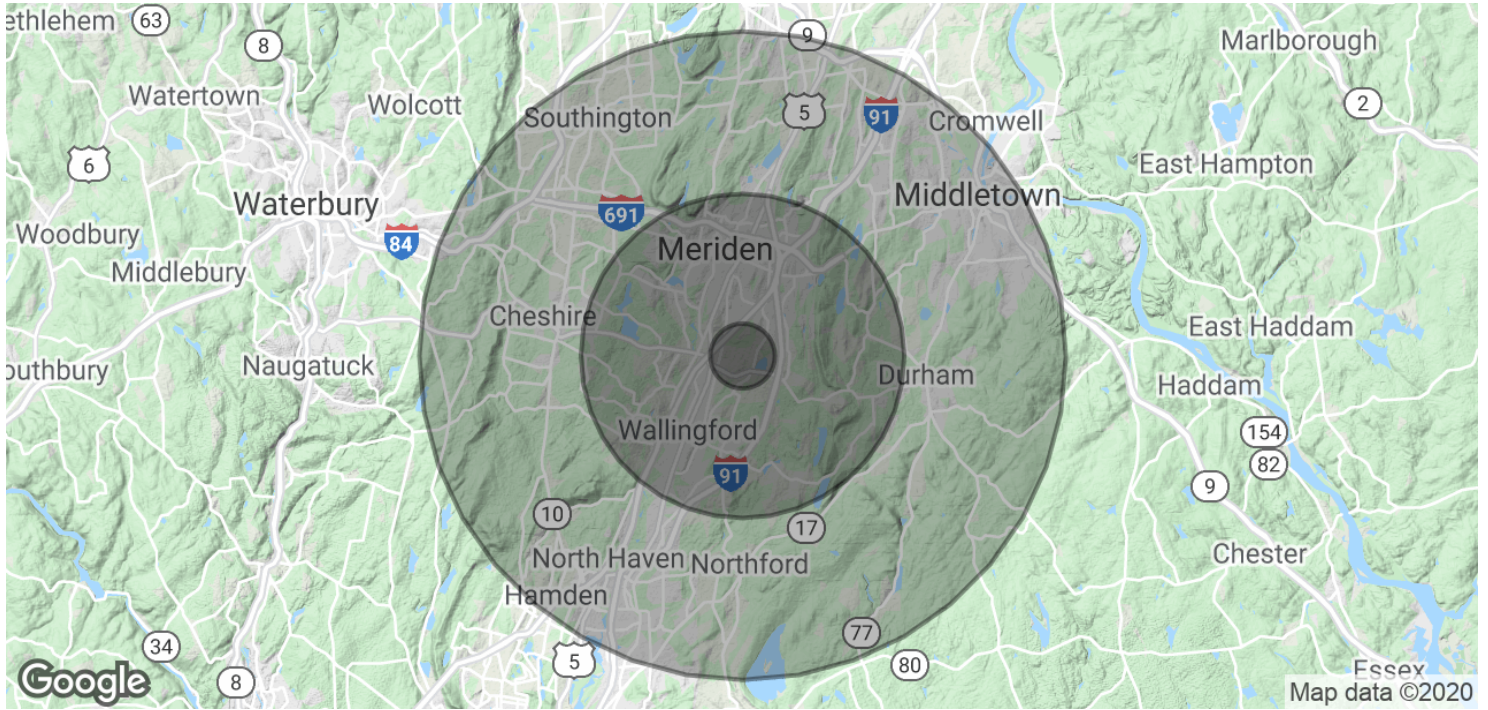 ethlehem
63
8
9
Marlborough
Watertown
Wolcott
Southington
5
91
Cromwell
2
6
East Hampton
Waterbury
691
Middletown
Woodbury
84
Meriden
Middlebury
Cheshire
East Haddam
outhbury
Naugatuck
Durham
Haddam
Wallingford
154
82
91
9
10
17
North Haven
Northford
Chester
Hamden
34
77
5
80
8
Essex
Google
Map data ©2020